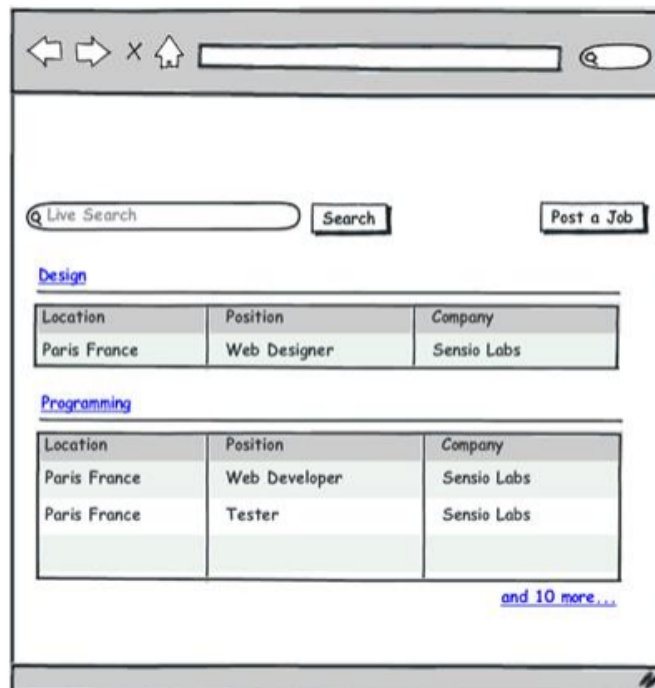 Live Search Search Post a Job
Design
Location Position Company
Paris France Web Designer Sensio Labs
Programming
Location Position Company
Paris France Web Developer Sensio Labs
Paris France Tester Sensio Labs
and 10 more...